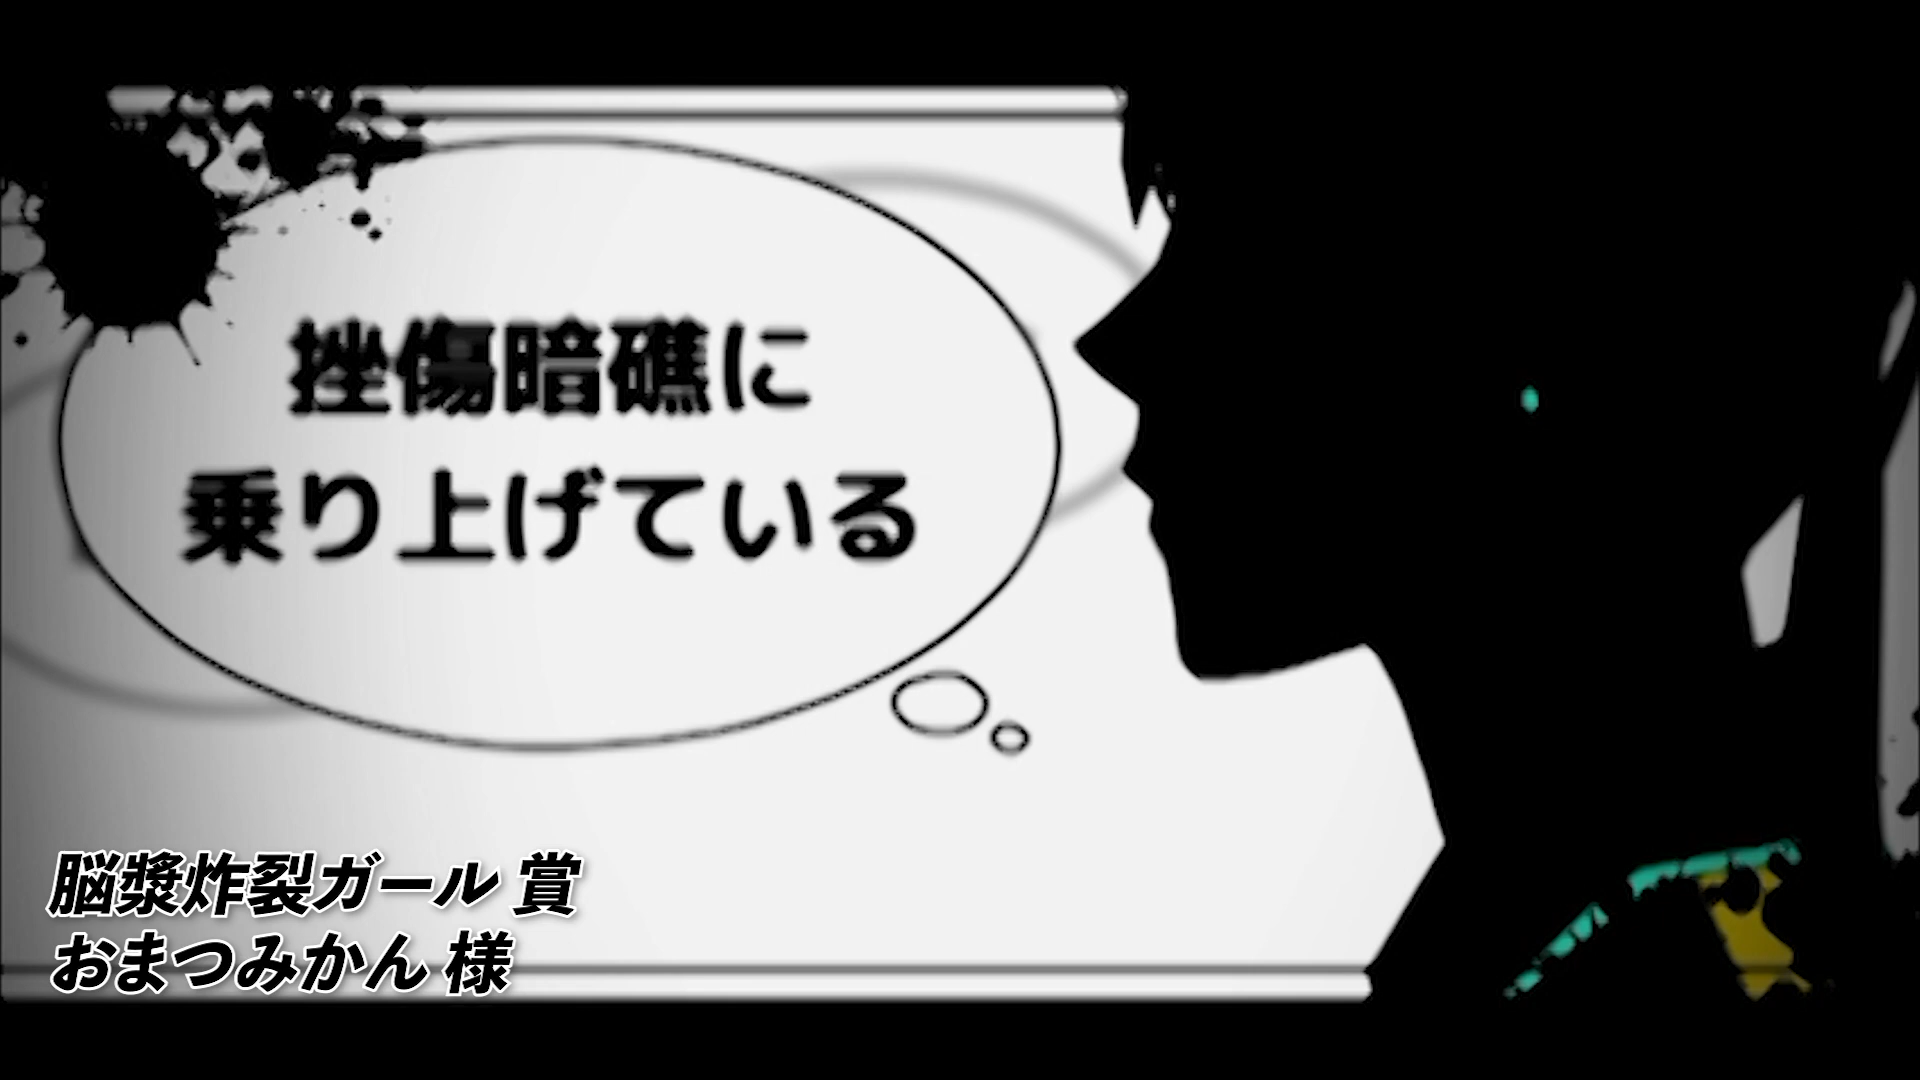 挫傷暗礁に
乗り上げている
脳漿炸裂ガール 賞
おまつみかん 様